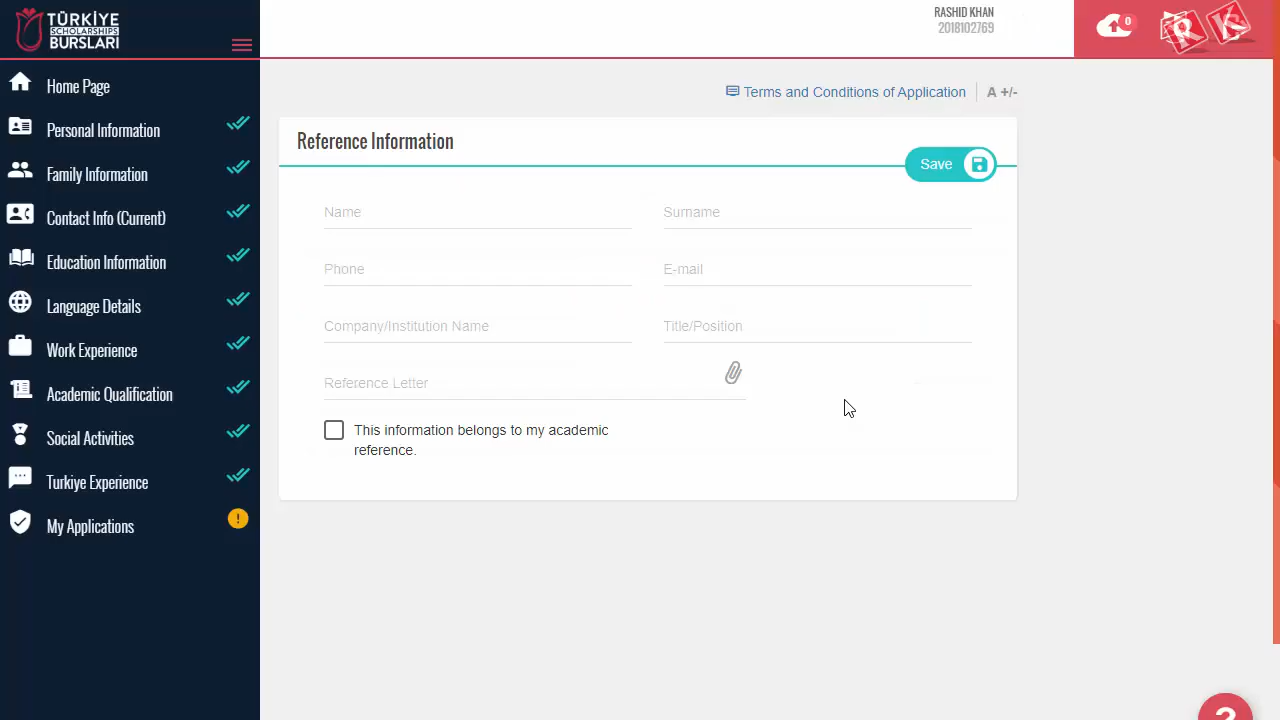 TÜRKİYE
SCHOLARSHIPS
BURSLARI
RASHID KHAN
2018102769
0
R K
Home Page
Personal Information
Family Information
Contact Info (Current)
Education Information
Language Details
Work Experience
Academic Qualification
Social Activities
Turkiye Experience
My Applications
!
Terms and Conditions of Application
A +/-
Reference Information
Save
Name
Surname
Phone
E-mail
Company/Institution Name
Title/Position
Reference Letter
This information belongs to my academic
reference.
?